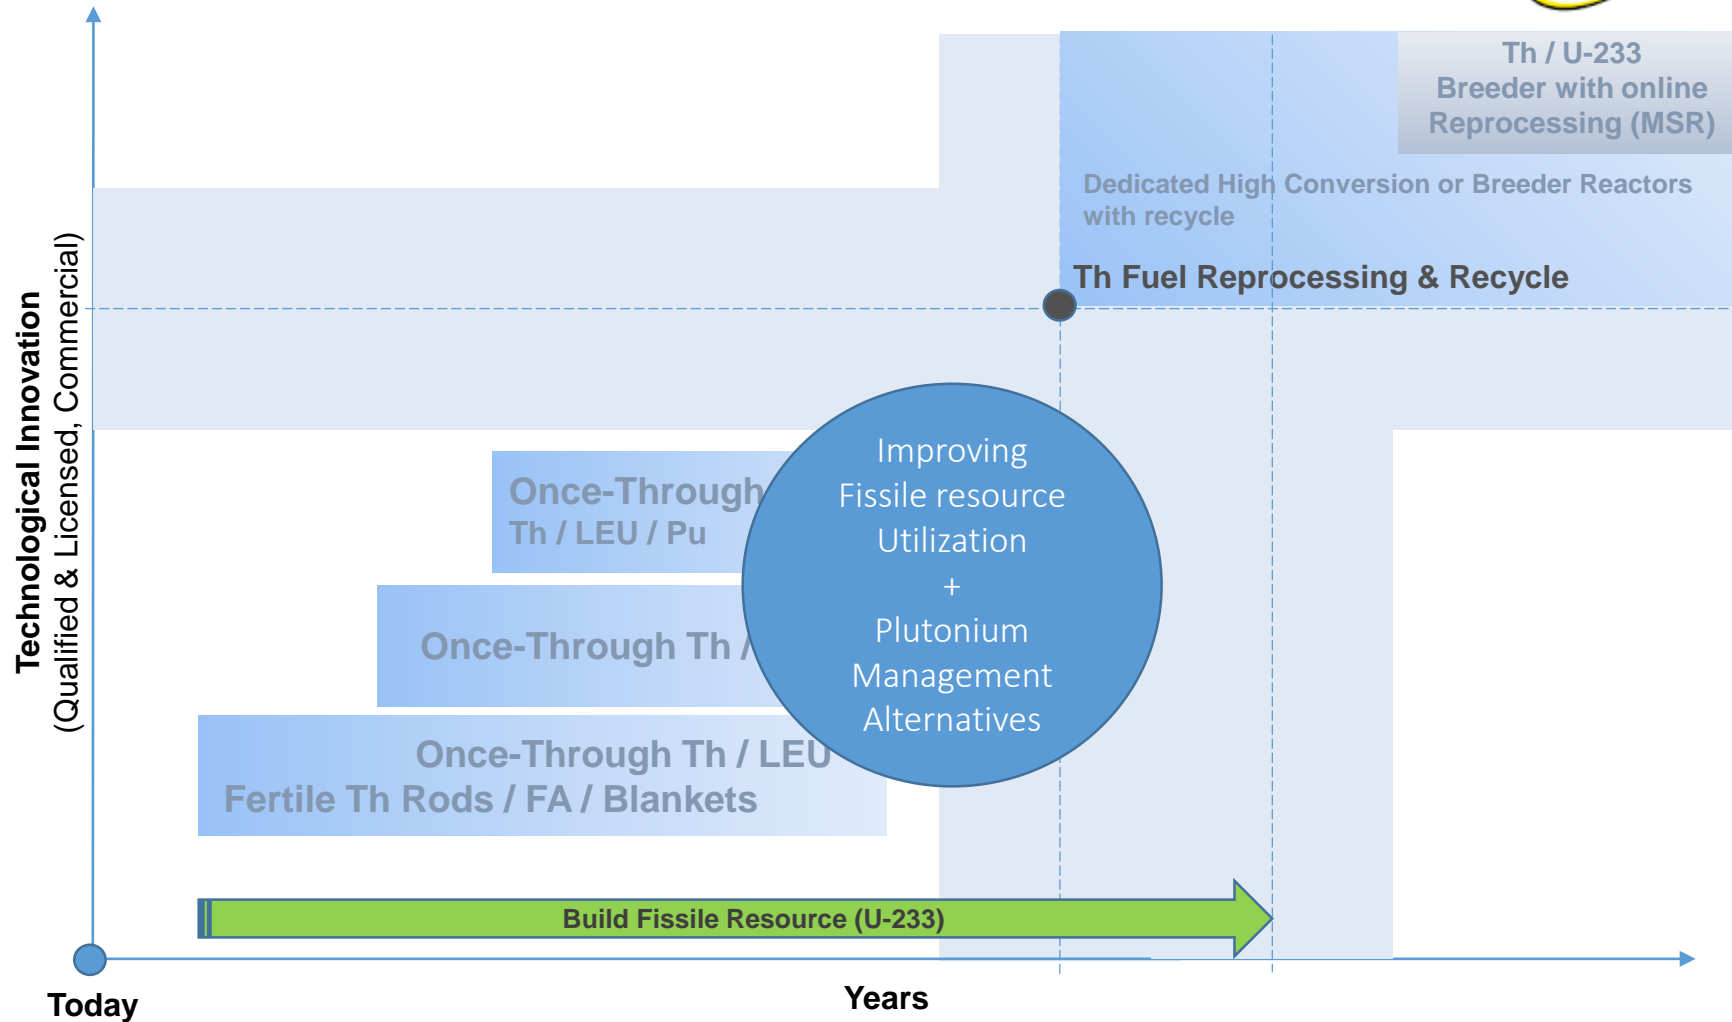 Th / U-233
Breeder with online
Reprocessing (MSR)
Dedicated High Conversion or Breeder Reactors
with recycle
Th Fuel Reprocessing & Recycle
Technological Innovation
(Qualified & Licensed, Commercial)
Improving
Fissile resource
Utilization
+
Plutonium
Management
Alternatives
Once-Through
Th / LEU / Pu
Once-Through Th /
Once-Through Th / LEU
Fertile Th Rods / FA / Blankets
Build Fissile Resource (U-233)
Today
Years